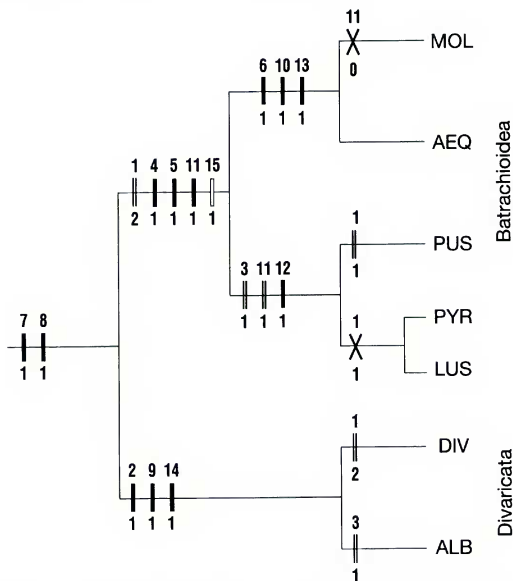 11
MOL
0
6 10 13
1 1 1
AEQ
1 4 5 11 15
2 1 1 1 1
1
PUS
1
3 11 12
1 1 1
1
PYR
1
LUS
7 8
1 1
Batrachioidea
2 9 14
1 1 1
1
DIV
2
3
ALB
1
Divaricata